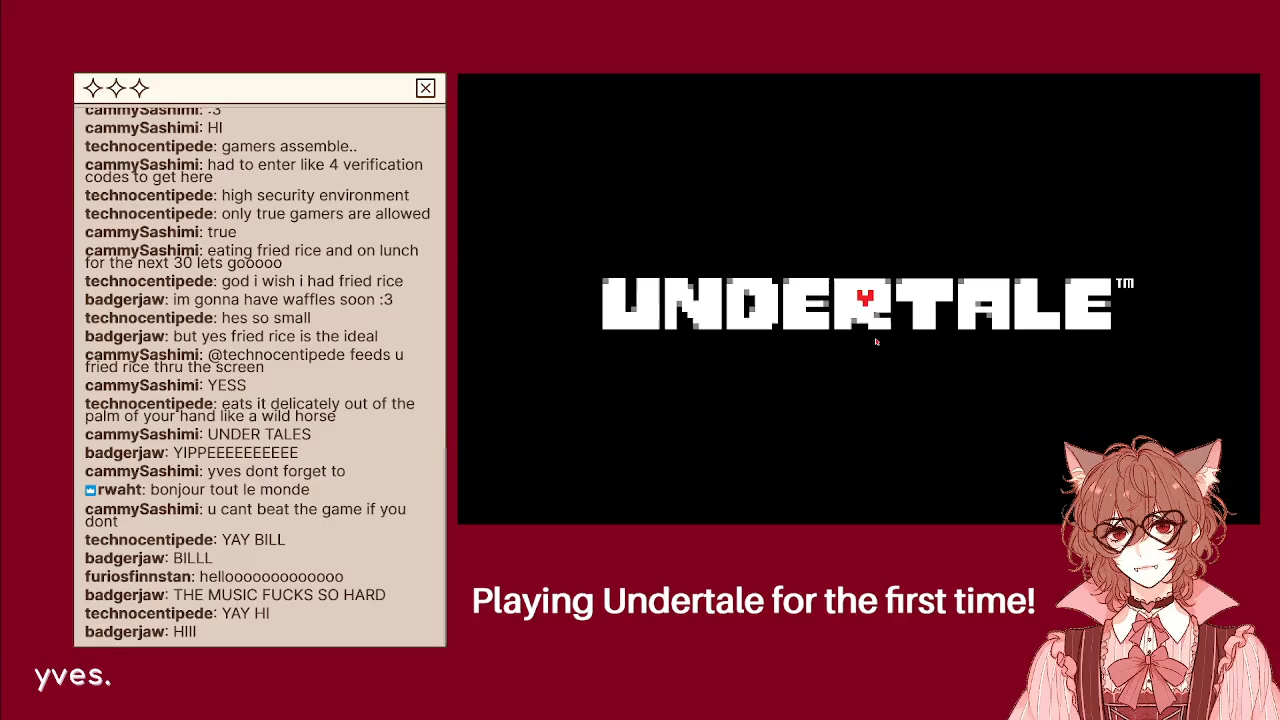 cammySashimi: :3
cammySashimi: HI
technocentipede: gamers assemble..
cammySashimi: had to enter like 4 verification
codes to get here
technocentipede: high security environment
technocentipede: only true gamers are allowed
cammySashimi: true
cammySashimi: eating fried rice and on lunch
for the next 30 lets gooooo
technocentipede: god i wish i had fried rice
badgerjaw: im gonna have waffles soon :3
technocentipede: hes so small
badgerjaw: but yes fried rice is the ideal
cammySashimi: @technocentipede feeds u
fried rice thru the screen
cammySashimi: YESS
technocentipede: eats it delicately out of the
palm of your hand like a wild horse
cammySashimi: UNDER TALES
badgerjaw: YIPPEEEEEEEEEE
cammySashimi: yves dont forget to
rwaht: bonjour tout le monde
cammySashimi: u cant beat the game if you
dont
technocentipede: YAY BILL
badgerjaw: BILLL
furiosfinnstan: helloooooooooooo
badgerjaw: THE MUSIC FUCKS SO HARD
technocentipede: YAY HI
badgerjaw: HIII
UNDERTALE™
Playing Undertale for the first time!
yves.